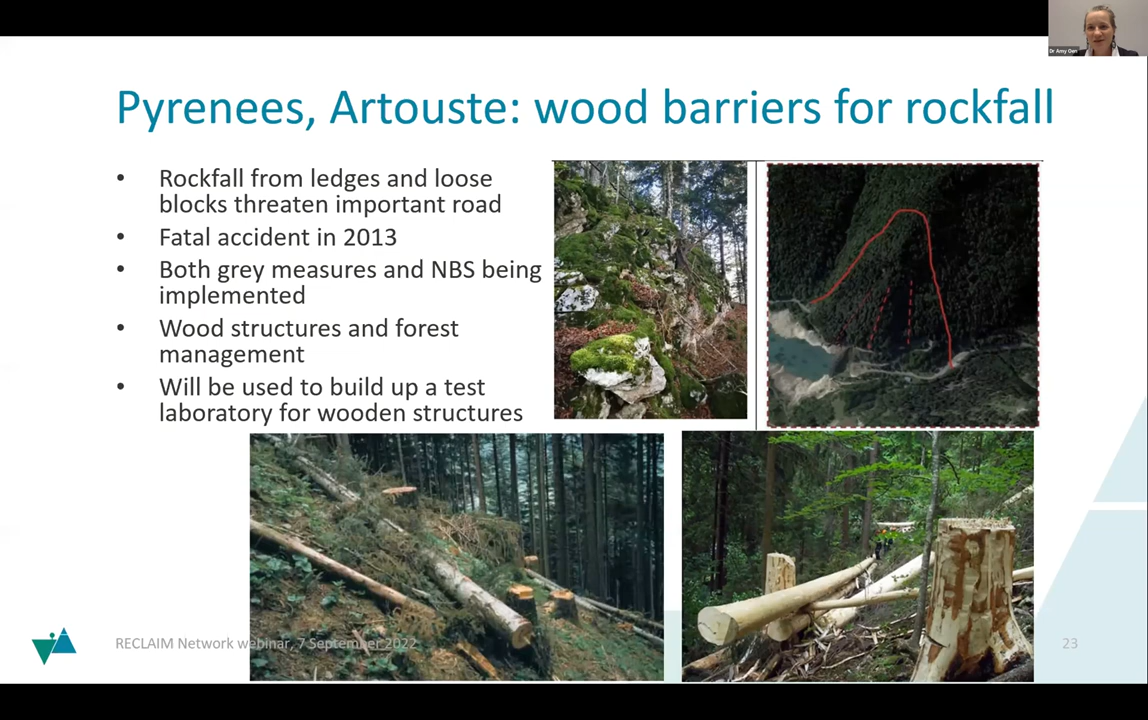 Dr Amy Oen
Pyrenees, Artouste: wood barriers for rockfall
• Rockfall from ledges and loose
blocks threaten important road
• Fatal accident in 2013
• Both grey measures and NBS being
implemented
• Wood structures and forest
management
• Will be used to build up a test
laboratory for wooden structures
RECLAIM Network webinar, 7 September 2022
23